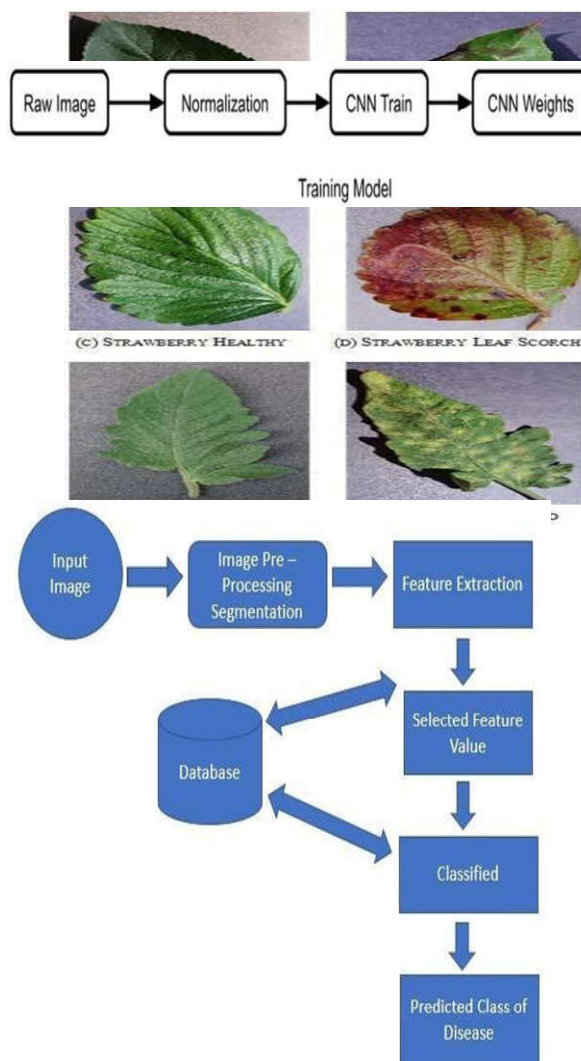 Raw Image
Normalization
CNN Train
CNN Weights
Training Model
(C) STRAWBERRY HEALTHY
(D) STRAWBERRY LEAF SCORCH
P
Input
Image
Image Pre –
Processing
Segmentation
Feature Extraction
Selected Feature
Value
Database
Classified
Predicted Class of
Disease